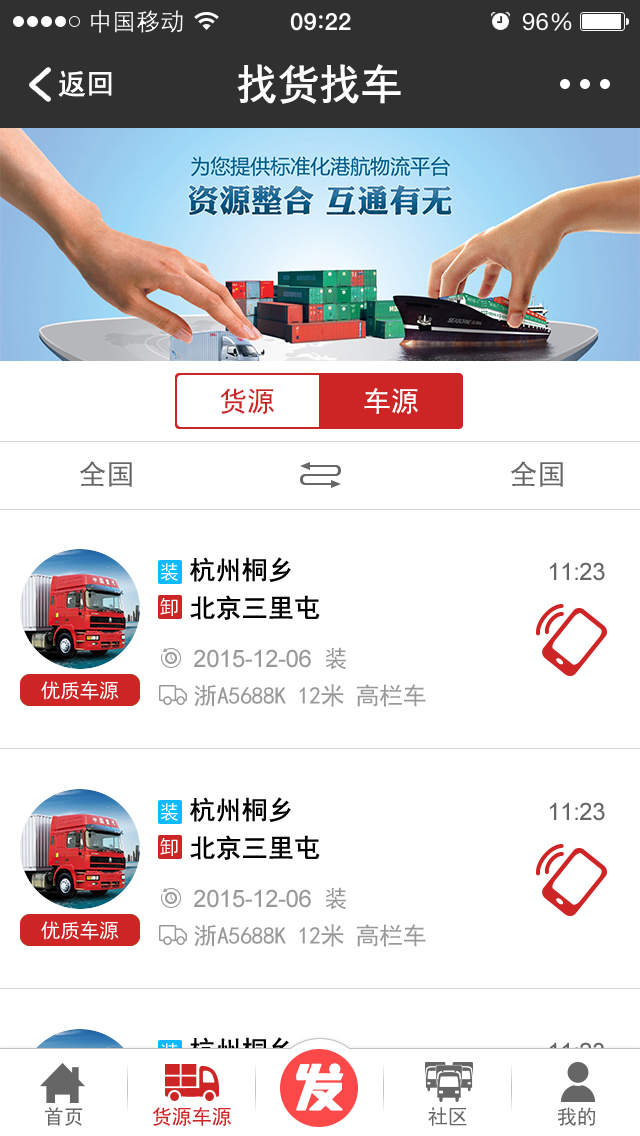 中国移动 09:22 96%
返回 找货找车
为您提供标准化港航物流平台
资源整合 互通有无
货源 车源
全国 全国
装 杭州桐乡 11:23
卸 北京三里屯
2015-12-06 装
优质车源
浙A5688K 12米 高栏车
装 杭州桐乡 11:23
卸 北京三里屯
2015-12-06 装
优质车源
浙A5688K 12米 高栏车
装 杭州桐乡 11:23
发
首页 货源车源 社区 我的